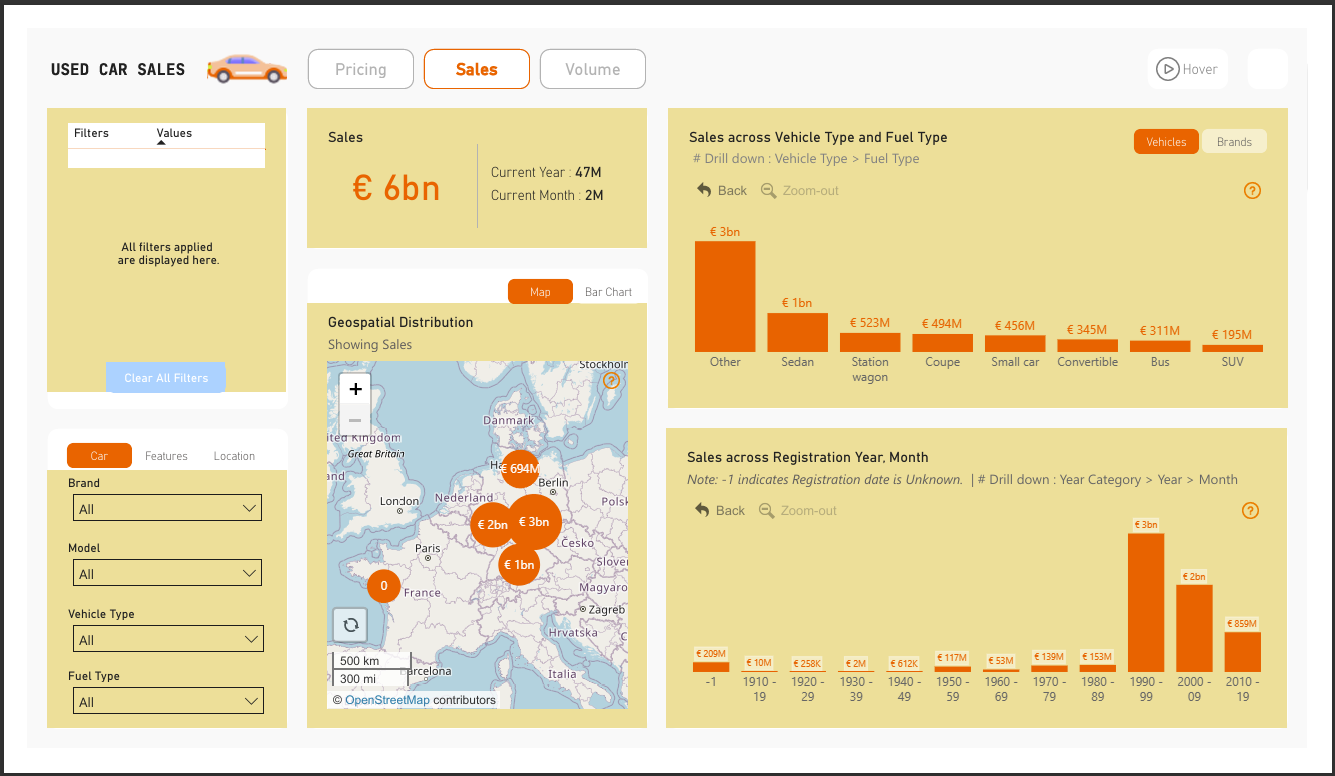 USED CAR SALES
Pricing
Sales
Volume
Hover
Filters Values
All filters applied
are displayed here.
Clear All Filters
Car
Features
Location
Brand
All
Model
All
Vehicle Type
All
Fuel Type
All
Sales
€ 6bn
Current Year : 47M
Current Month : 2M
Map
Bar Chart
Geospatial Distribution
Showing Sales
+
−
?
Stockholm
Danmark
United Kingdom
Great Britain
€ 694M
Berlin
London
Nederland
Polsk
€ 2bn
€ 3bn
Paris
Česko
€ 1bn
Slove
0
France
Magyaro
Zagreb
Hrvatska
500 km
300 mi
arcelona
Italia
© OpenStreetMap contributors
Sales across Vehicle Type and Fuel Type
Vehicles
Brands
# Drill down : Vehicle Type > Fuel Type
Back
Zoom-out
?
€ 3bn
€ 1bn
€ 523M
€ 494M
€ 456M
€ 345M
€ 311M
€ 195M
Other
Sedan
Station
wagon
Coupe
Small car
Convertible
Bus
SUV
Sales across Registration Year, Month
Note: -1 indicates Registration date is Unknown. | # Drill down : Year Category > Year > Month
Back
Zoom-out
?
€ 209M
€ 10M
€ 258K
€ 2M
€ 612K
€ 117M
€ 53M
€ 139M
€ 153M
€ 3bn
€ 2bn
€ 859M
-1
1910 -
19
1920 -
29
1930 -
39
1940 -
49
1950 -
59
1960 -
69
1970 -
79
1980 -
89
1990 -
99
2000 -
09
2010 -
19